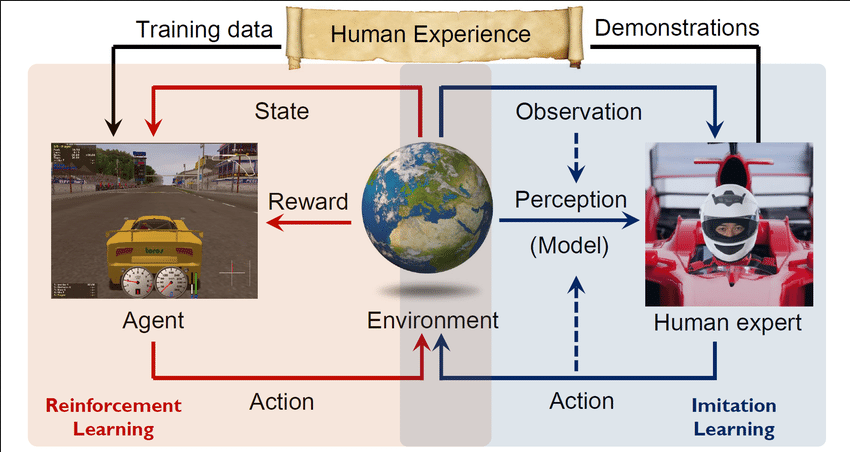 Training data
Human Experience
Demonstrations
State
Observation
Reward
Perception
(Model)
torcs
Agent
Environment
Human expert
Action
Action
Reinforcement
Learning
Imitation
Learning